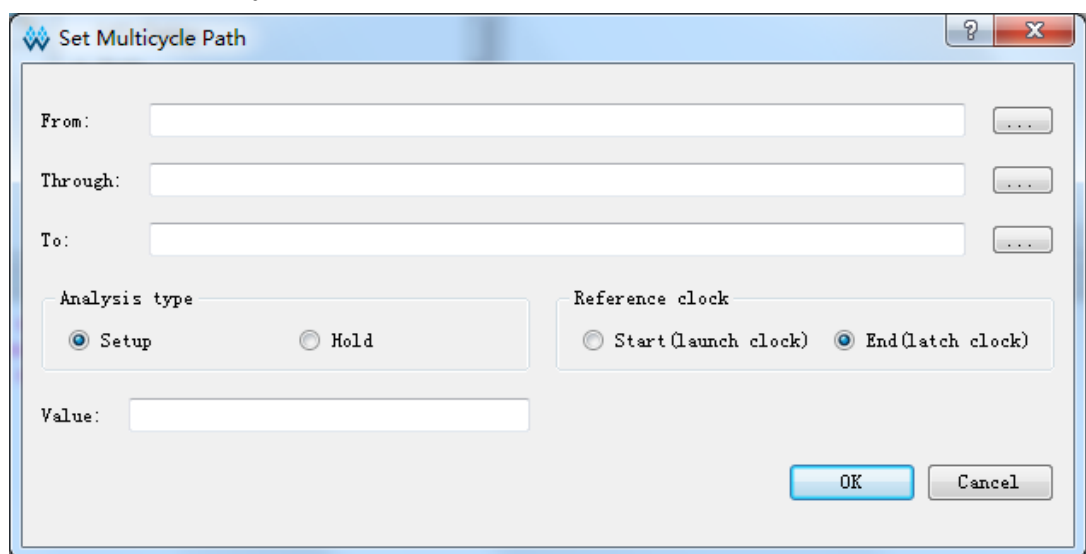 Set Multicycle Path
From:
...
Through:
...
To:
...
Analysis type
Reference clock
Setup Hold
Start(launch clock) End(latch clock)
Value:
OK Cancel